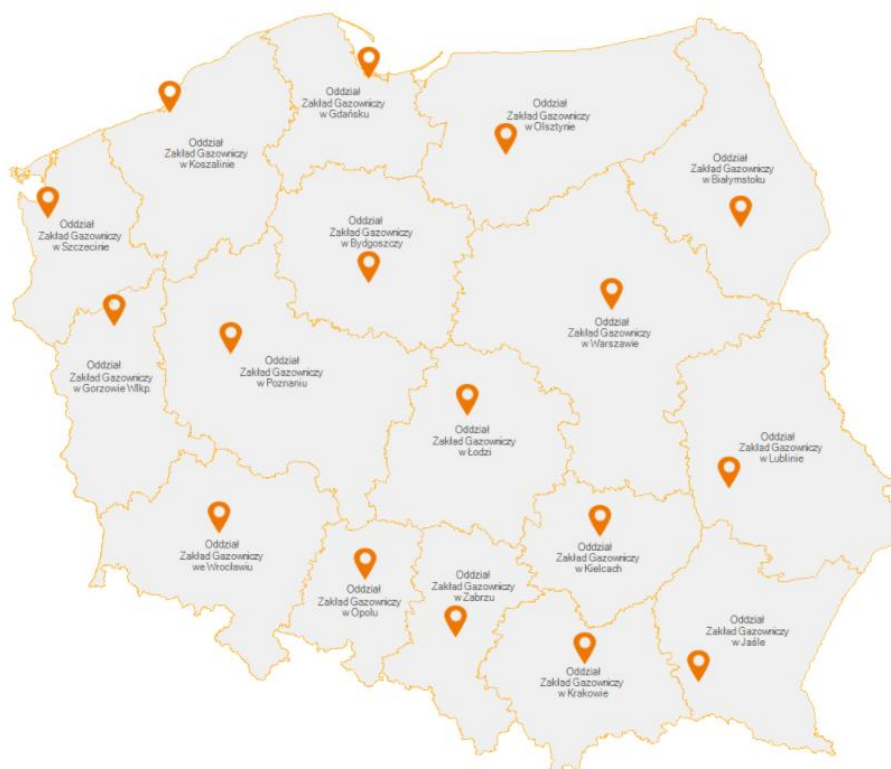 Oddział
Zakład Gazowniczy
w Gdańsku
Oddział
Zakład Gazowniczy
w Olsztynie
Oddział
Zakład Gazowniczy
w Koszalinie
Oddział
Zakład Gazowniczy
w Białymstoku
Oddział
Zakład Gazowniczy
w Szczecinie
Oddział
Zakład Gazowniczy
w Bydgoszczy
Oddział
Zakład Gazowniczy
w Warszawie
Oddział
Zakład Gazowniczy
w Gorzowie Wlkp.
Oddział
Zakład Gazowniczy
w Poznaniu
Oddział
Zakład Gazowniczy
w Łodzi
Oddział
Zakład Gazowniczy
w Lublinie
Oddział
Zakład Gazowniczy
we Wrocławiu
Oddział
Zakład Gazowniczy
w Kielcach
Oddział
Zakład Gazowniczy
w Opolu
Oddział
Zakład Gazowniczy
w Zabrzu
Oddział
Zakład Gazowniczy
w Jaśle
Oddział
Zakład Gazowniczy
w Krakowie